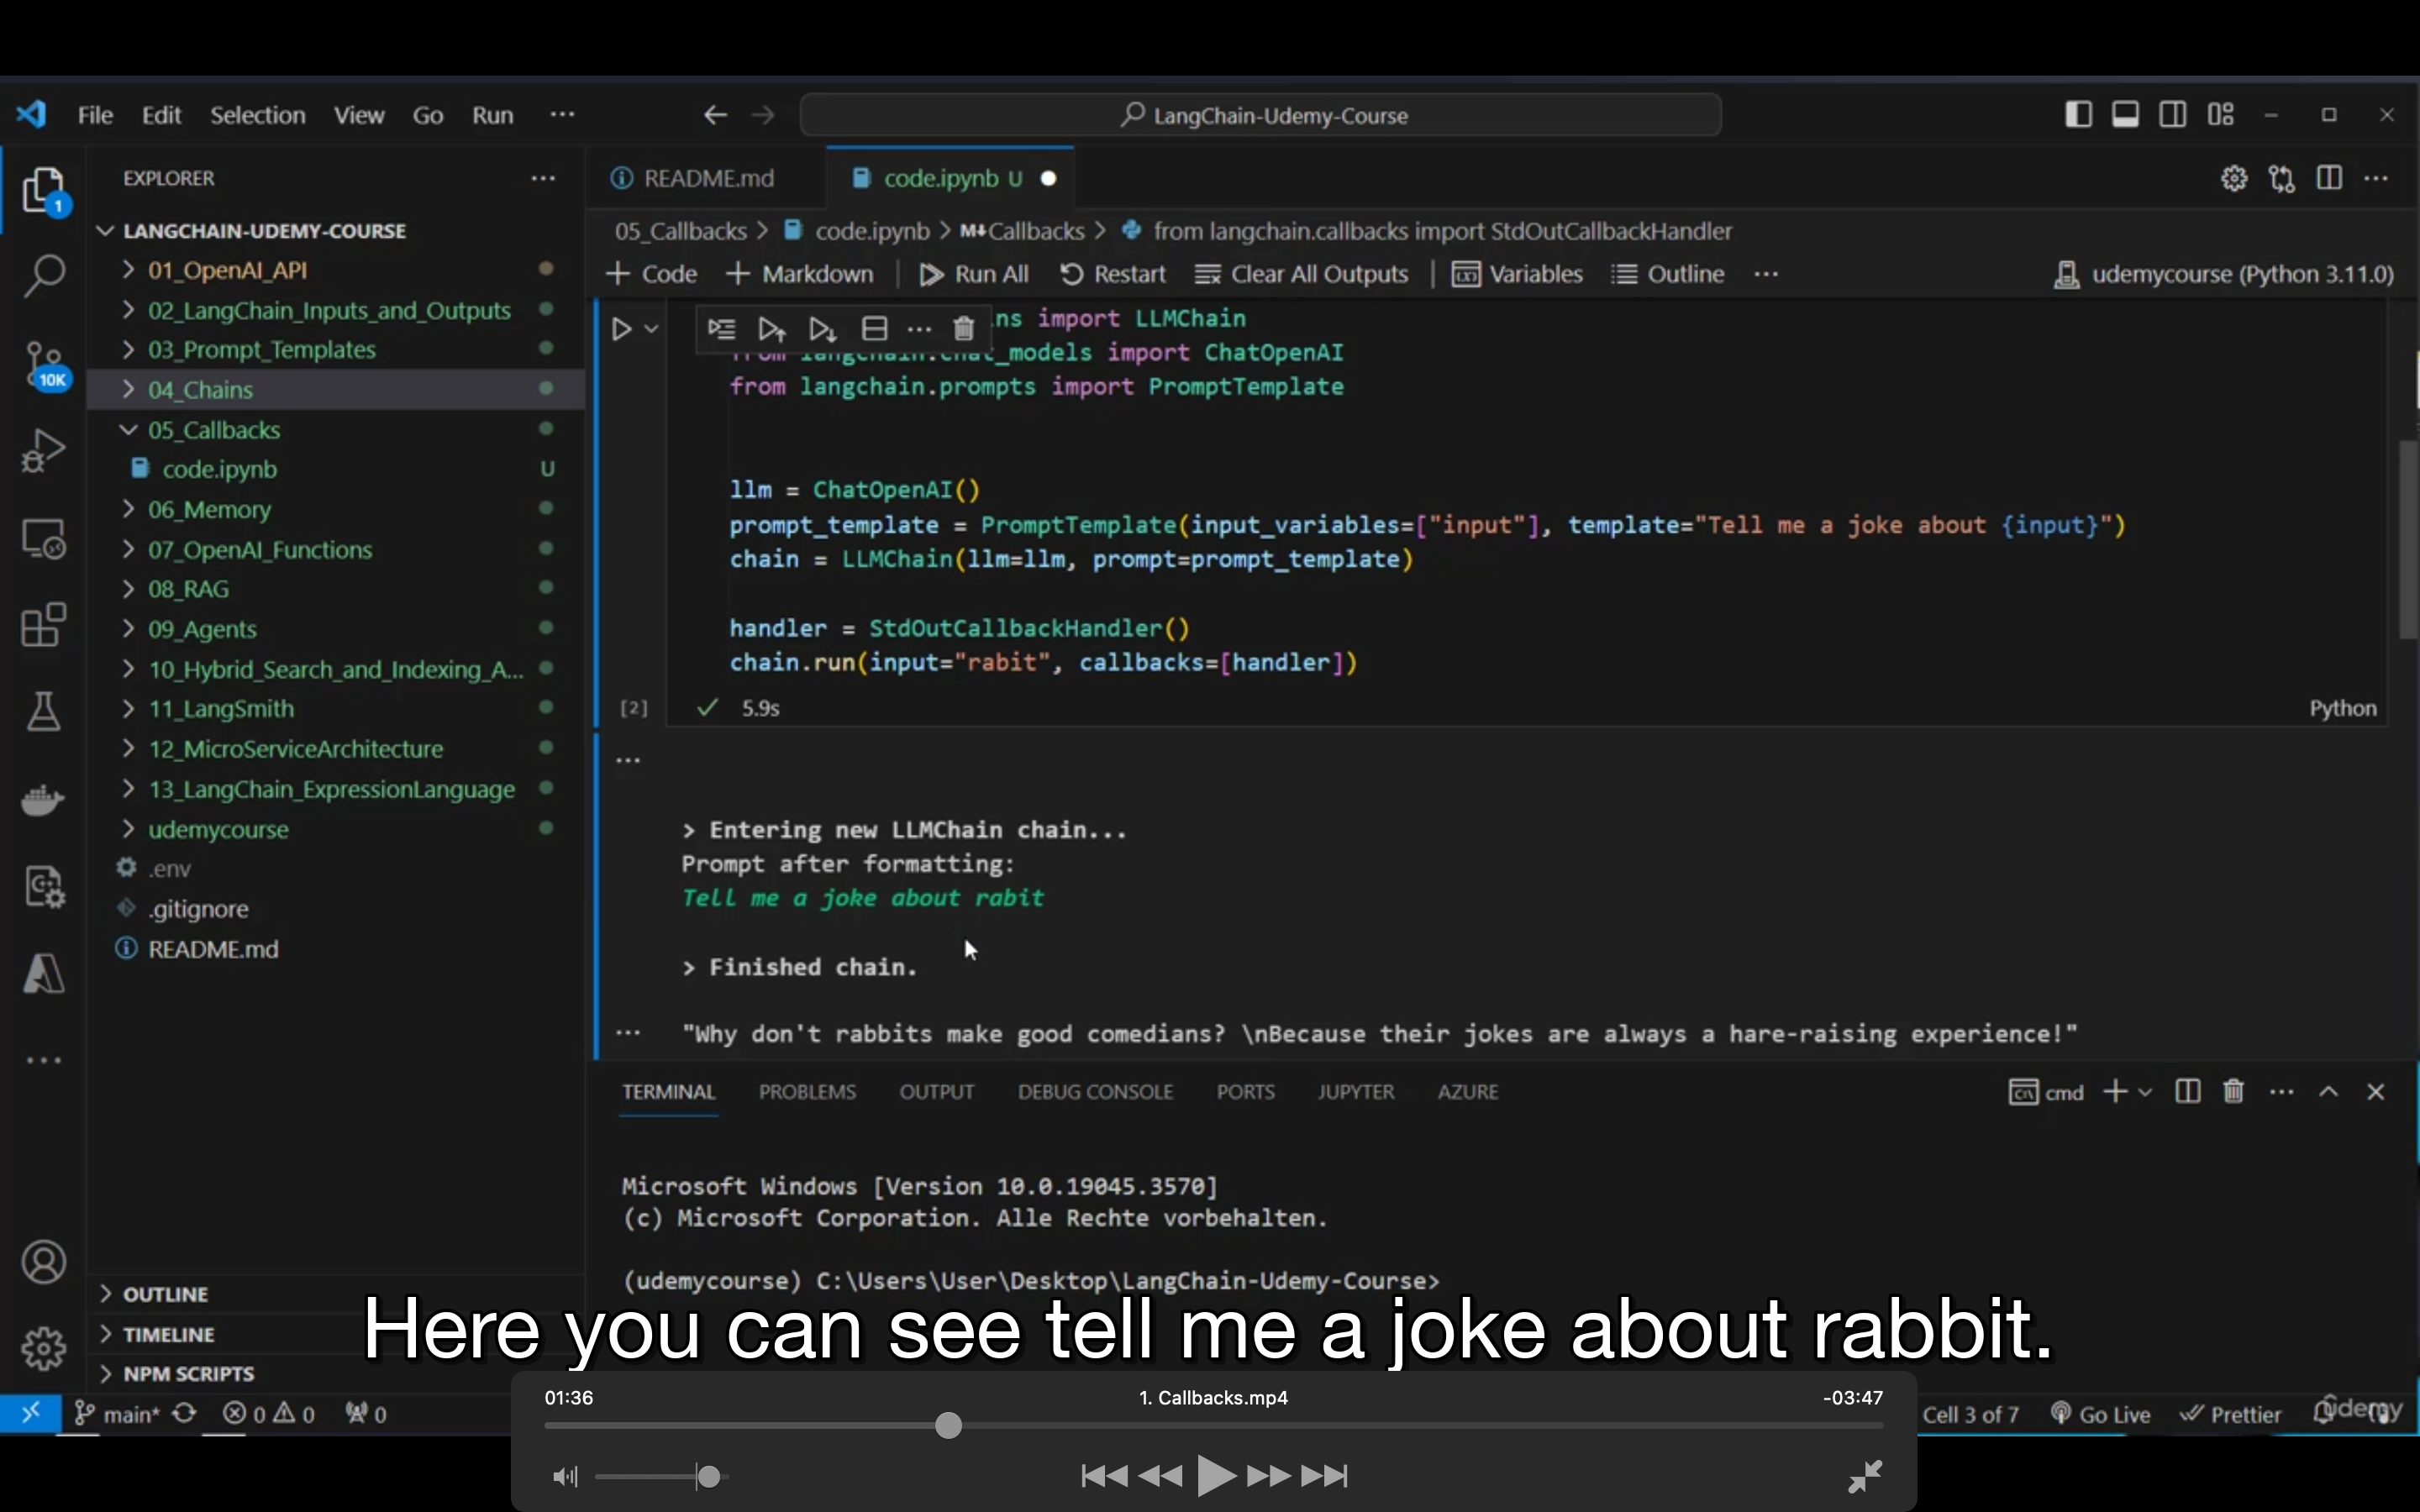 File Edit Selection View Go Run ···
LangChain-Udemy-Course
EXPLORER
1
10K
LANGCHAIN-UDEMY-COURSE
01_OpenAI_API
02_LangChain_Inputs_and_Outputs
03_Prompt_Templates
04_Chains
05_Callbacks
code.ipynb U
06_Memory
07_OpenAI_Functions
08_RAG
09_Agents
10_Hybrid_Search_and_Indexing_A...
11_LangSmith
12_MicroServiceArchitecture
13_LangChain_ExpressionLanguage
udemycourse
.env
.gitignore
README.md
OUTLINE
TIMELINE
NPM SCRIPTS
README.md
code.ipynb U
05_Callbacks > code.ipynb > M↓Callbacks > from langchain.callbacks import StdOutCallbackHandler
+ Code + Markdown Run All Restart Clear All Outputs Variables Outline ··· udemycourse (Python 3.11.0)
ns import LLMChain
from langchain.chat_models import ChatOpenAI
from langchain.prompts import PromptTemplate
llm = ChatOpenAI()
prompt_template = PromptTemplate(input_variables=["input"], template="Tell me a joke about {input}")
chain = LLMChain(llm=llm, prompt=prompt_template)
handler = StdOutCallbackHandler()
chain.run(input="rabit", callbacks=[handler])
[2] 5.9s Python
> Entering new LLMChain chain...
Prompt after formatting:
Tell me a joke about rabit
> Finished chain.
"Why don't rabbits make good comedians? \nBecause their jokes are always a hare-raising experience!"
TERMINAL PROBLEMS OUTPUT DEBUG CONSOLE PORTS JUPYTER AZURE cmd
Microsoft Windows [Version 10.0.19045.3570]
(c) Microsoft Corporation. Alle Rechte vorbehalten.
(udemycourse) C:\Users\User\Desktop\LangChain-Udemy-Course>
Here you can see tell me a joke about rabbit.
01:36 1. Callbacks.mp4 -03:47
main* 0 0 0 Cell 3 of 7 Go Live Prettier
Udemy